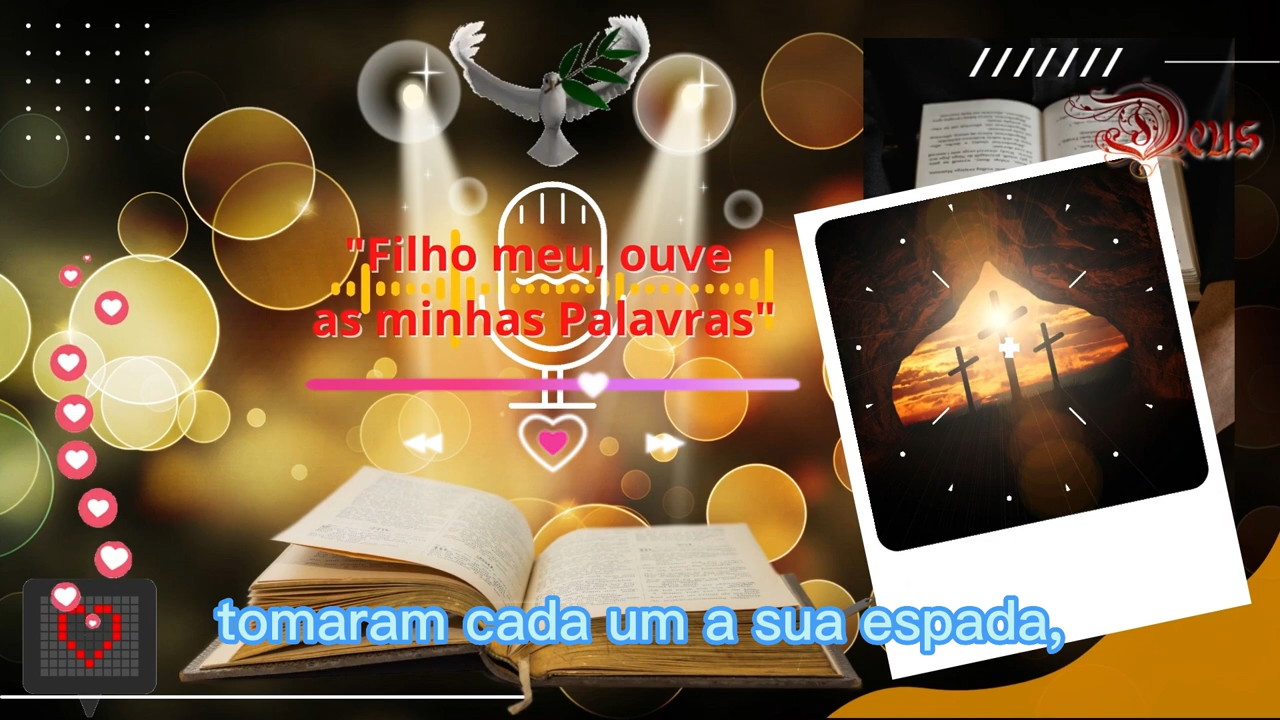 Deus
"Filho meu, ouve
as minhas Palavras"
tomaram cada um a sua espada,